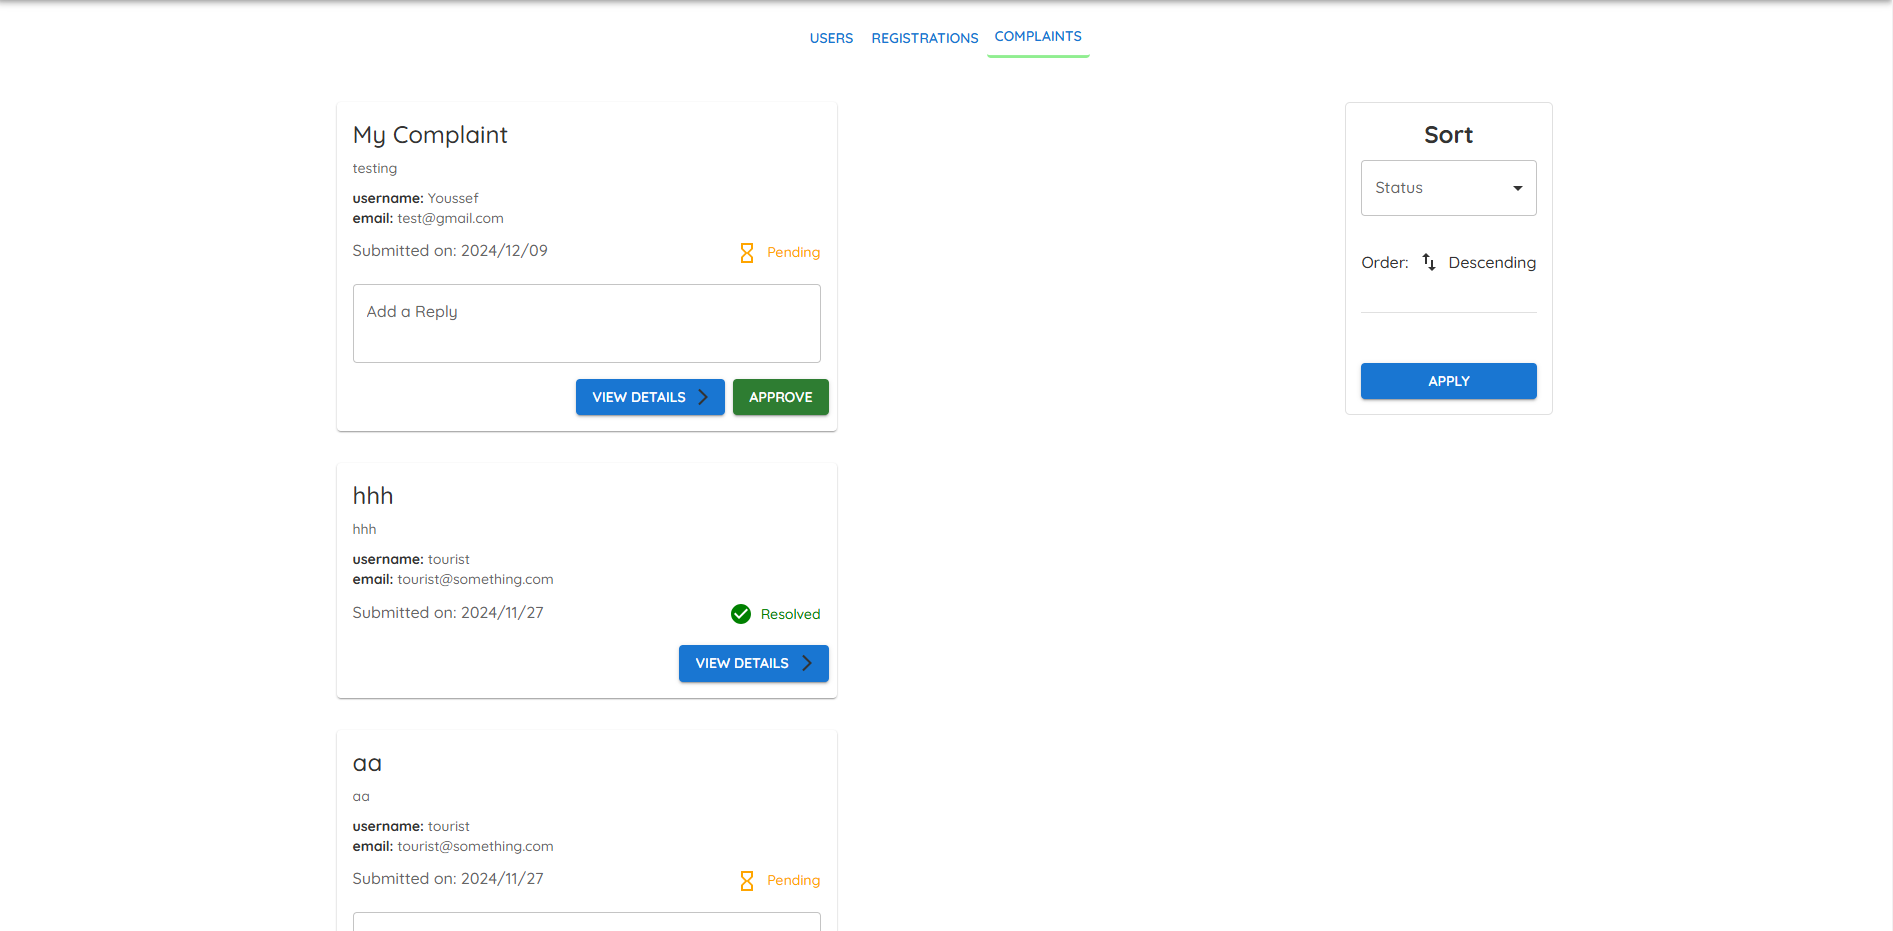 USERS REGISTRATIONS COMPLAINTS
My Complaint
testing
username: Youssef
email: test@gmail.com
Submitted on: 2024/12/09 Pending
Add a Reply
VIEW DETAILS APPROVE
hhh
hhh
username: tourist
email: tourist@something.com
Submitted on: 2024/11/27 Resolved
VIEW DETAILS
aa
aa
username: tourist
email: tourist@something.com
Submitted on: 2024/11/27 Pending
Sort
Status
Order: Descending
APPLY